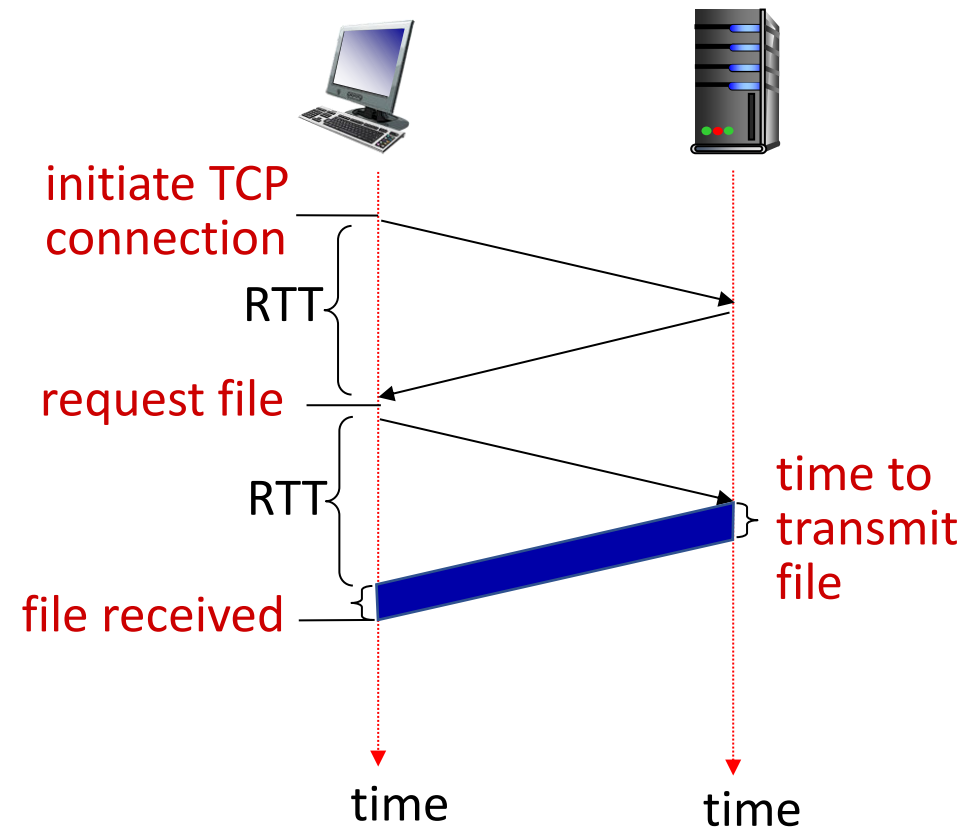 initiate TCP
connection
RTT
request file
RTT
time to
transmit
file
file received
time
time